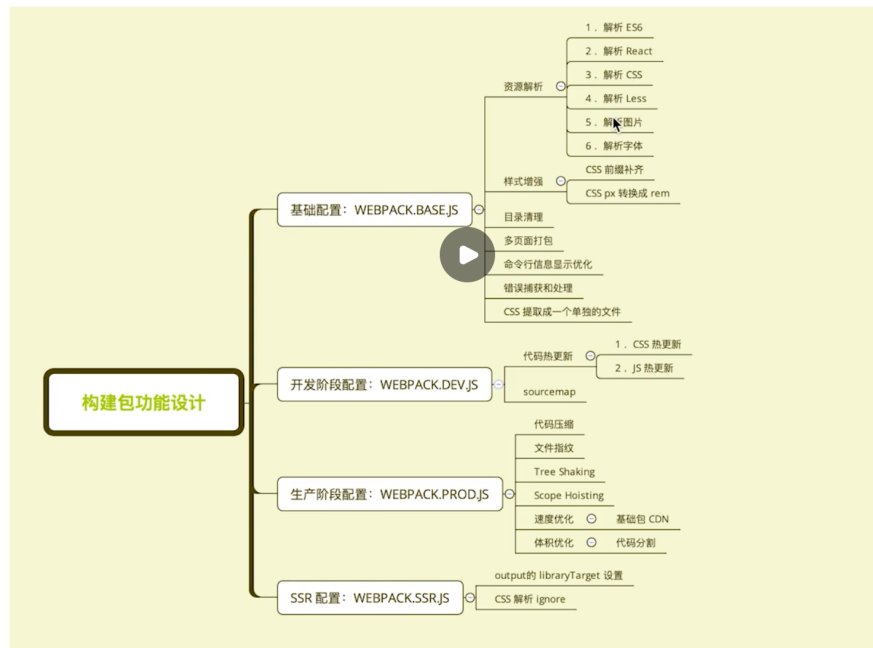 1. 解析 ES6
2. 解析 React
3. 解析 CSS
资源解析
4. 解析 Less
5. 解析图片
6. 解析字体
样式增强
CSS 前缀补齐
CSS px 转换成 rem
基础配置：WEBPACK.BASE.JS
目录清理
多页面打包
命令行信息显示优化
错误捕获和处理
CSS 提取成一个单独的文件
构建包功能设计
开发阶段配置：WEBPACK.DEV.JS
代码热更新
1. CSS 热更新
2. JS 热更新
sourcemap
生产阶段配置：WEBPACK.PROD.JS
代码压缩
文件指纹
Tree Shaking
Scope Hoisting
速度优化 基础包 CDN
体积优化 代码分割
SSR 配置：WEBPACK.SSR.JS
output的 libraryTarget 设置
CSS 解析 ignore